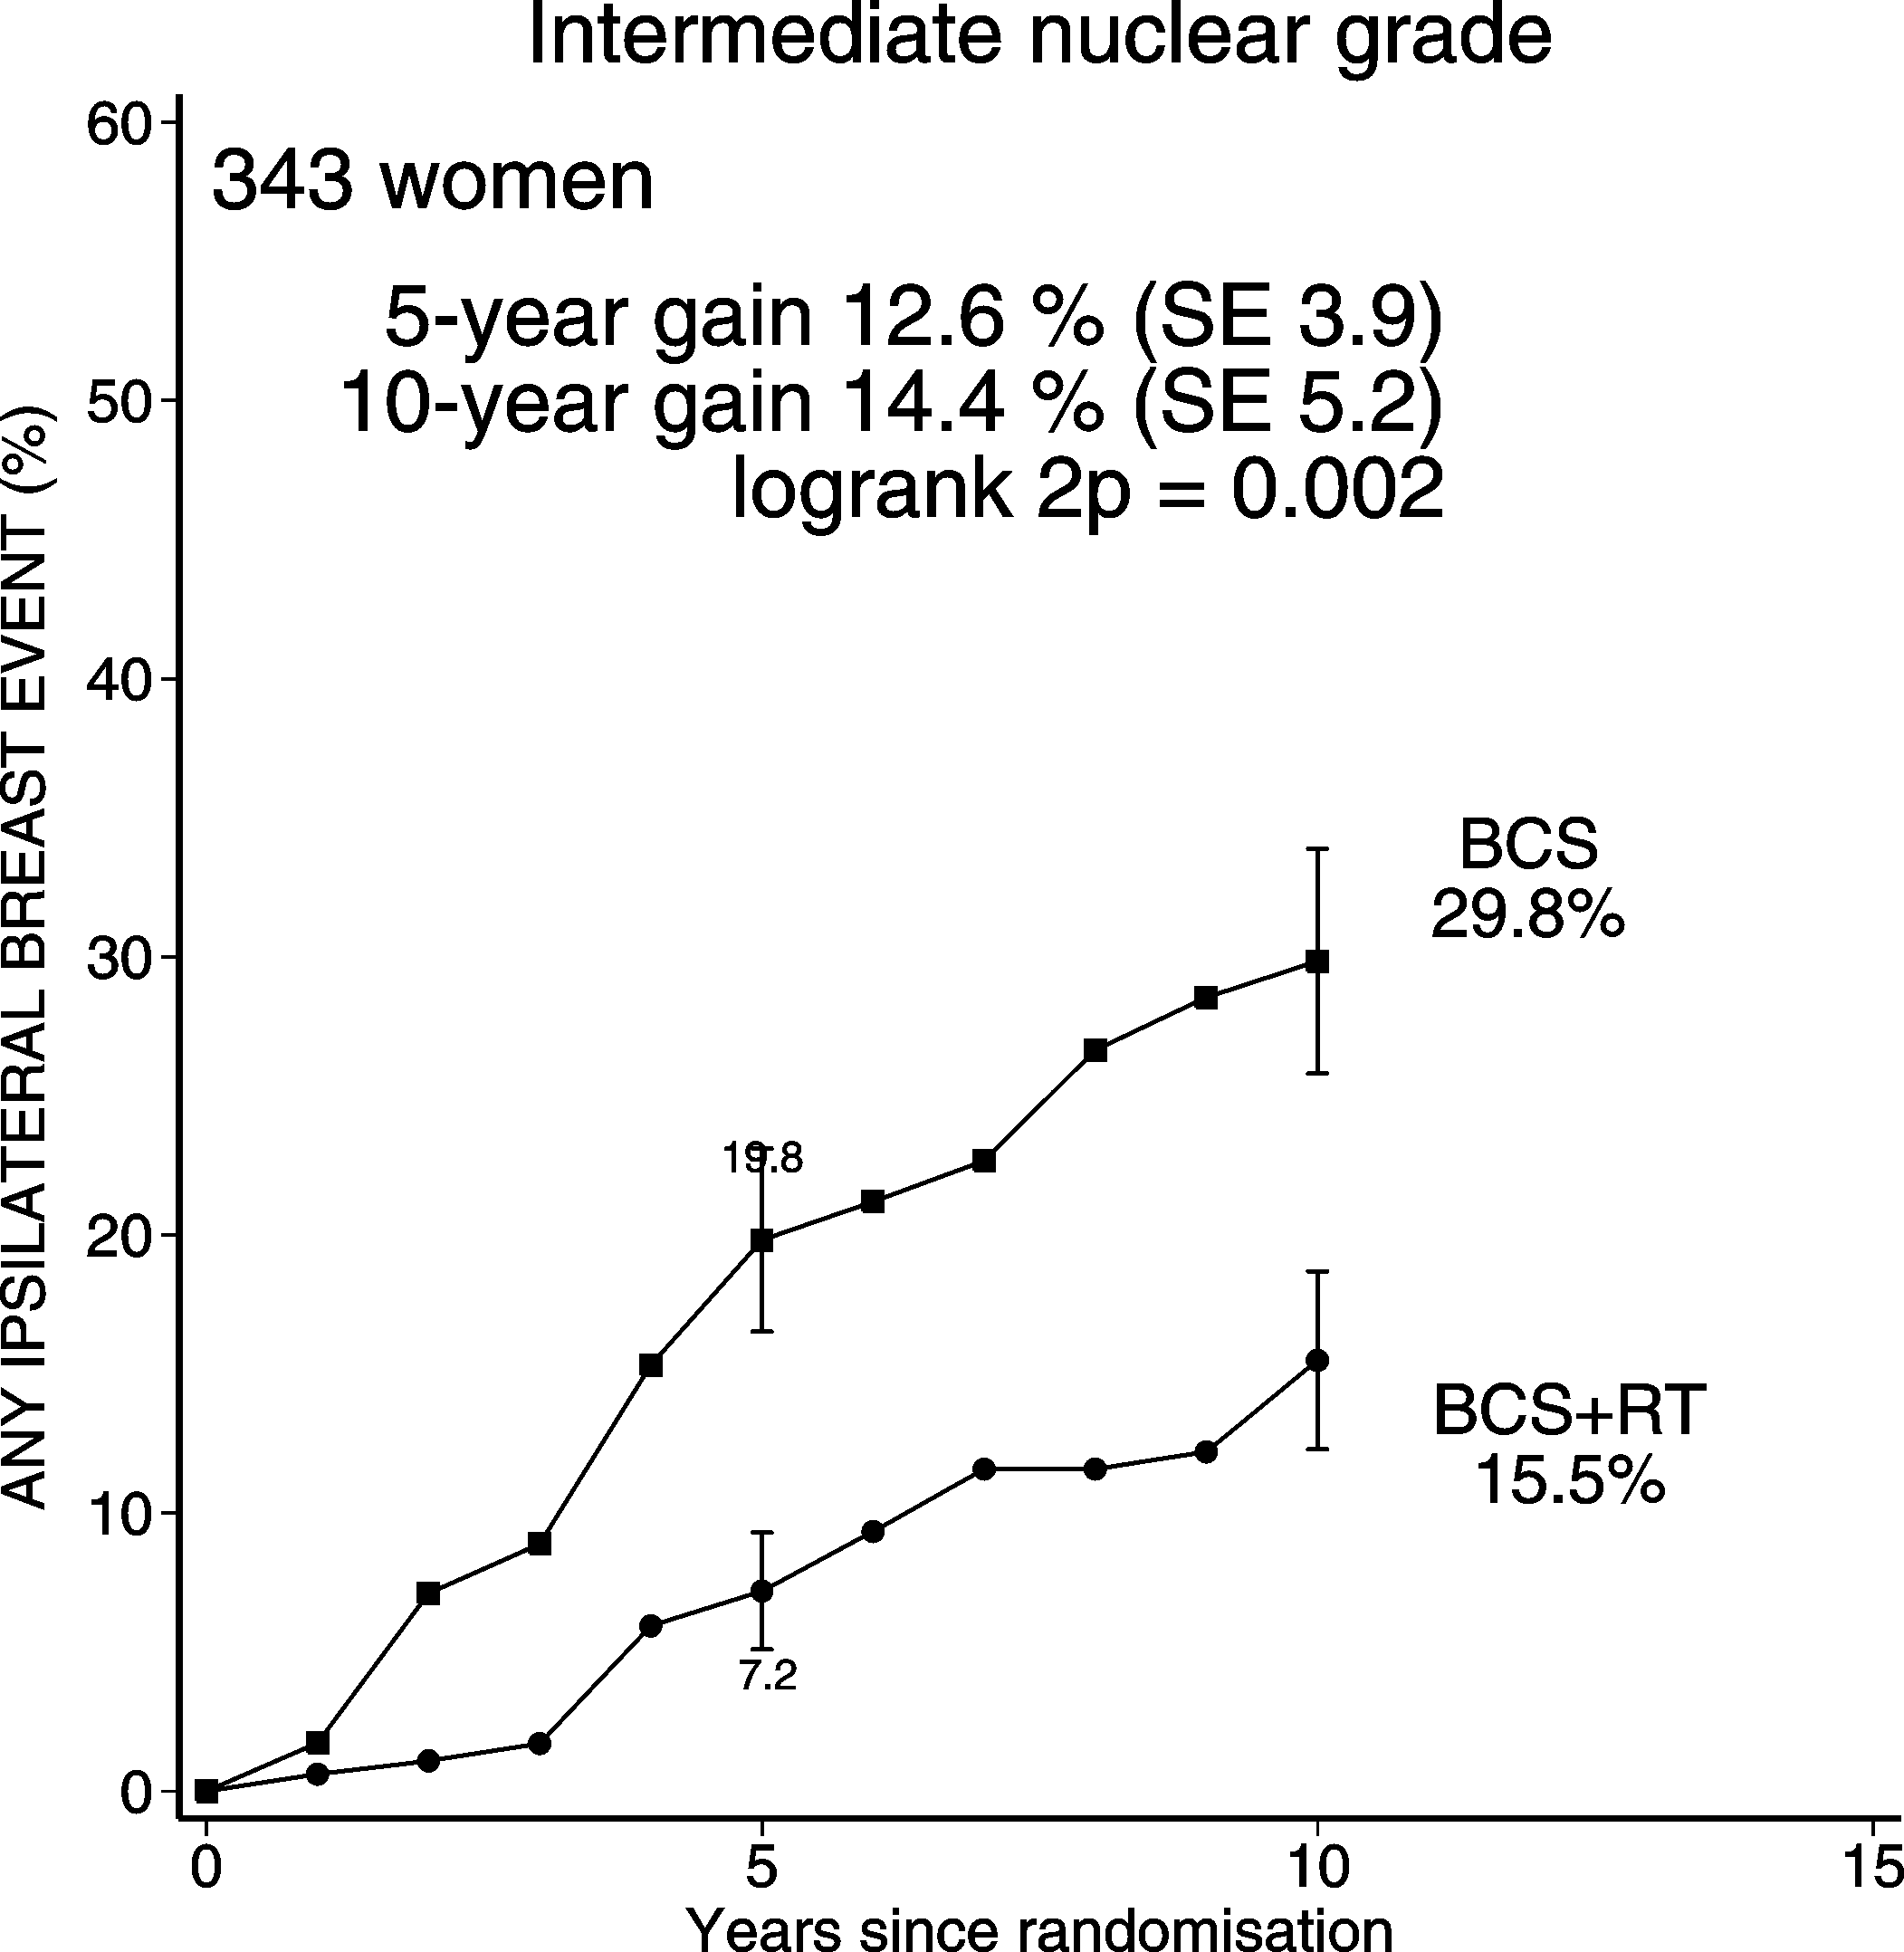 Intermediate nuclear grade
60
343 women
5-year gain 12.6 % (SE 3.9)
10-year gain 14.4 % (SE 5.2)
logrank 2p = 0.002
50
40
30
20
10
0
ANY IPSILATERAL BREAST EVENT (%)
BCS
29.8%
19.8
BCS+RT
15.5%
7.2
0 5 10 15
Years since randomisation